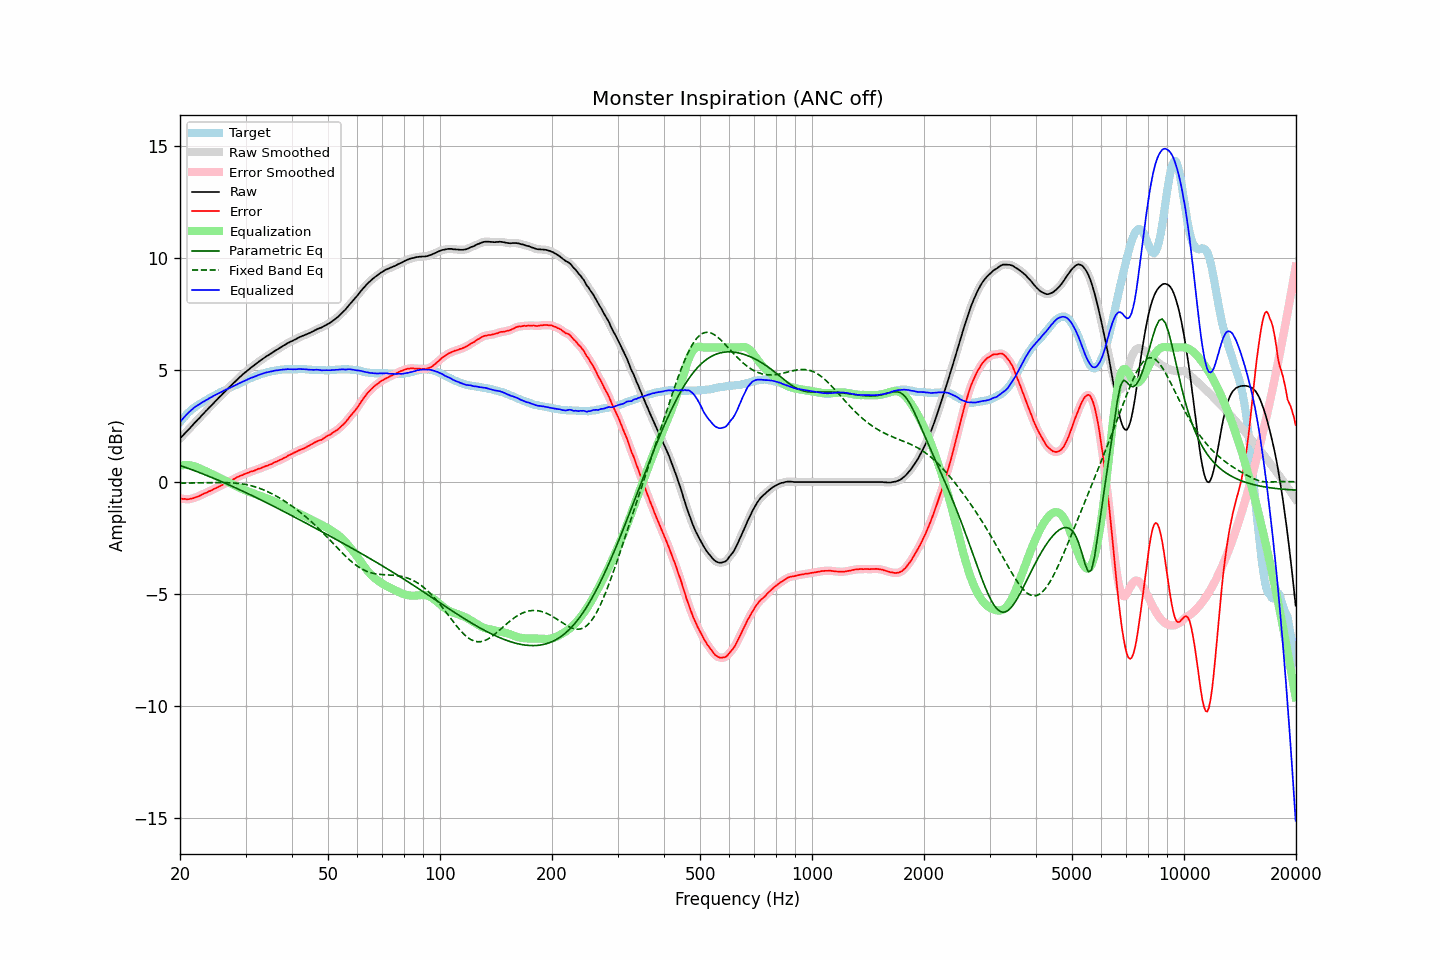 Monster Inspiration (ANC off)
Target
Raw Smoothed
Error Smoothed
Raw
Error
Equalization
Parametric Eq
Fixed Band Eq
Equalized
15
10
5
0
−5
−10
−15
Amplitude (dBr)
20 50 100 200 500 1000 2000 5000 10000 20000
Frequency (Hz)